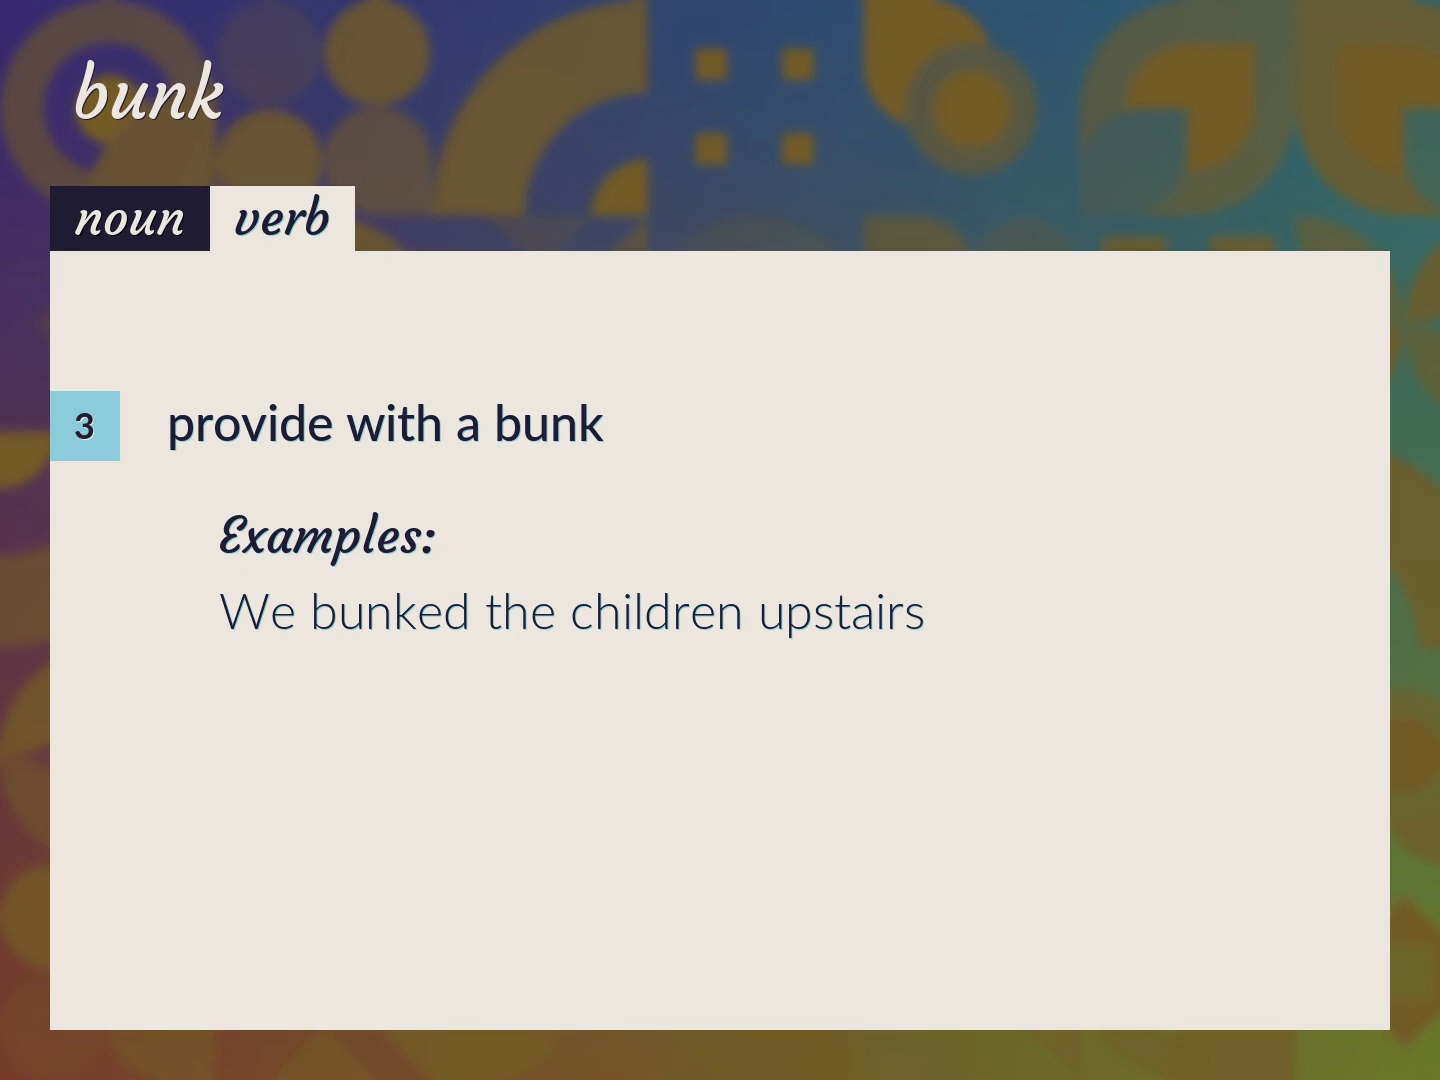 bunk
noun verb
3 provide with a bunk
Examples:
We bunked the children upstairs